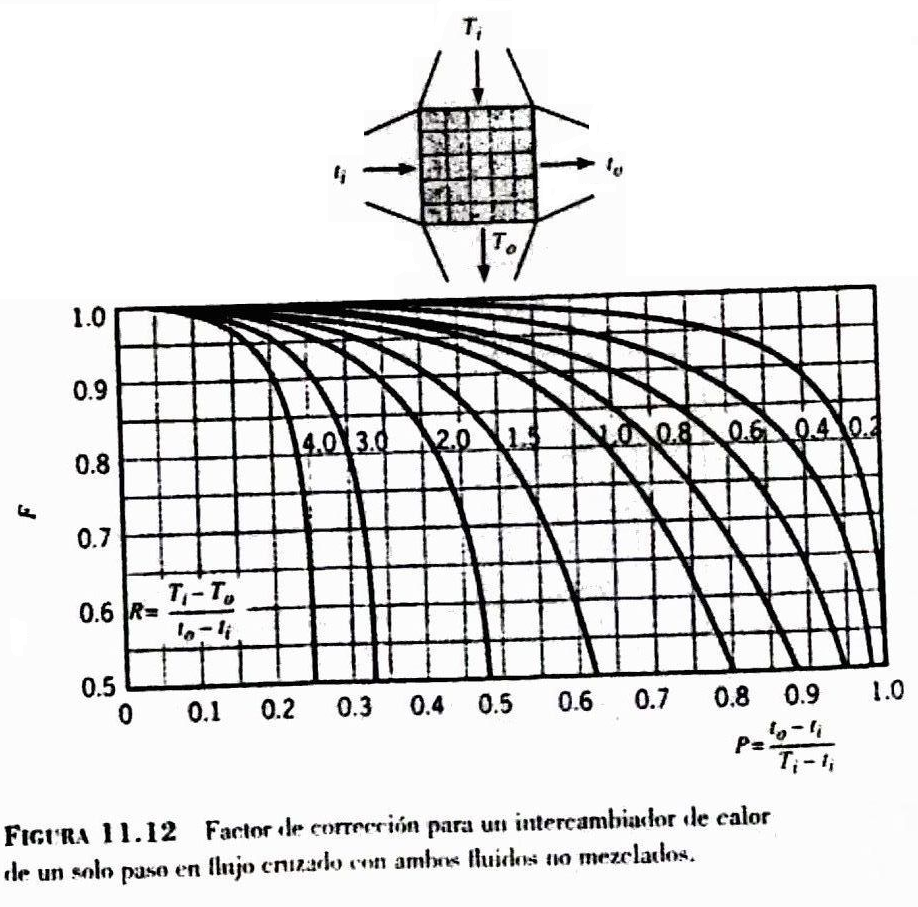 T_i
t_i
t_o
T_o
1.0
0.9
0.8
0.7
0.6
0.5
F
4.0 3.0 2.0 1.5 1.0 0.8 0.6 0.4 0.2
R= T_i – T_o
t_o – t_i
0 0.1 0.2 0.3 0.4 0.5 0.6 0.7 0.8 0.9 1.0
P= t_o – t_i
T_i – t_i
FIGURA 11.12 Factor de corrección para un intercambiador de calor
de un solo paso en flujo cruzado con ambos fluidos no mezclados.